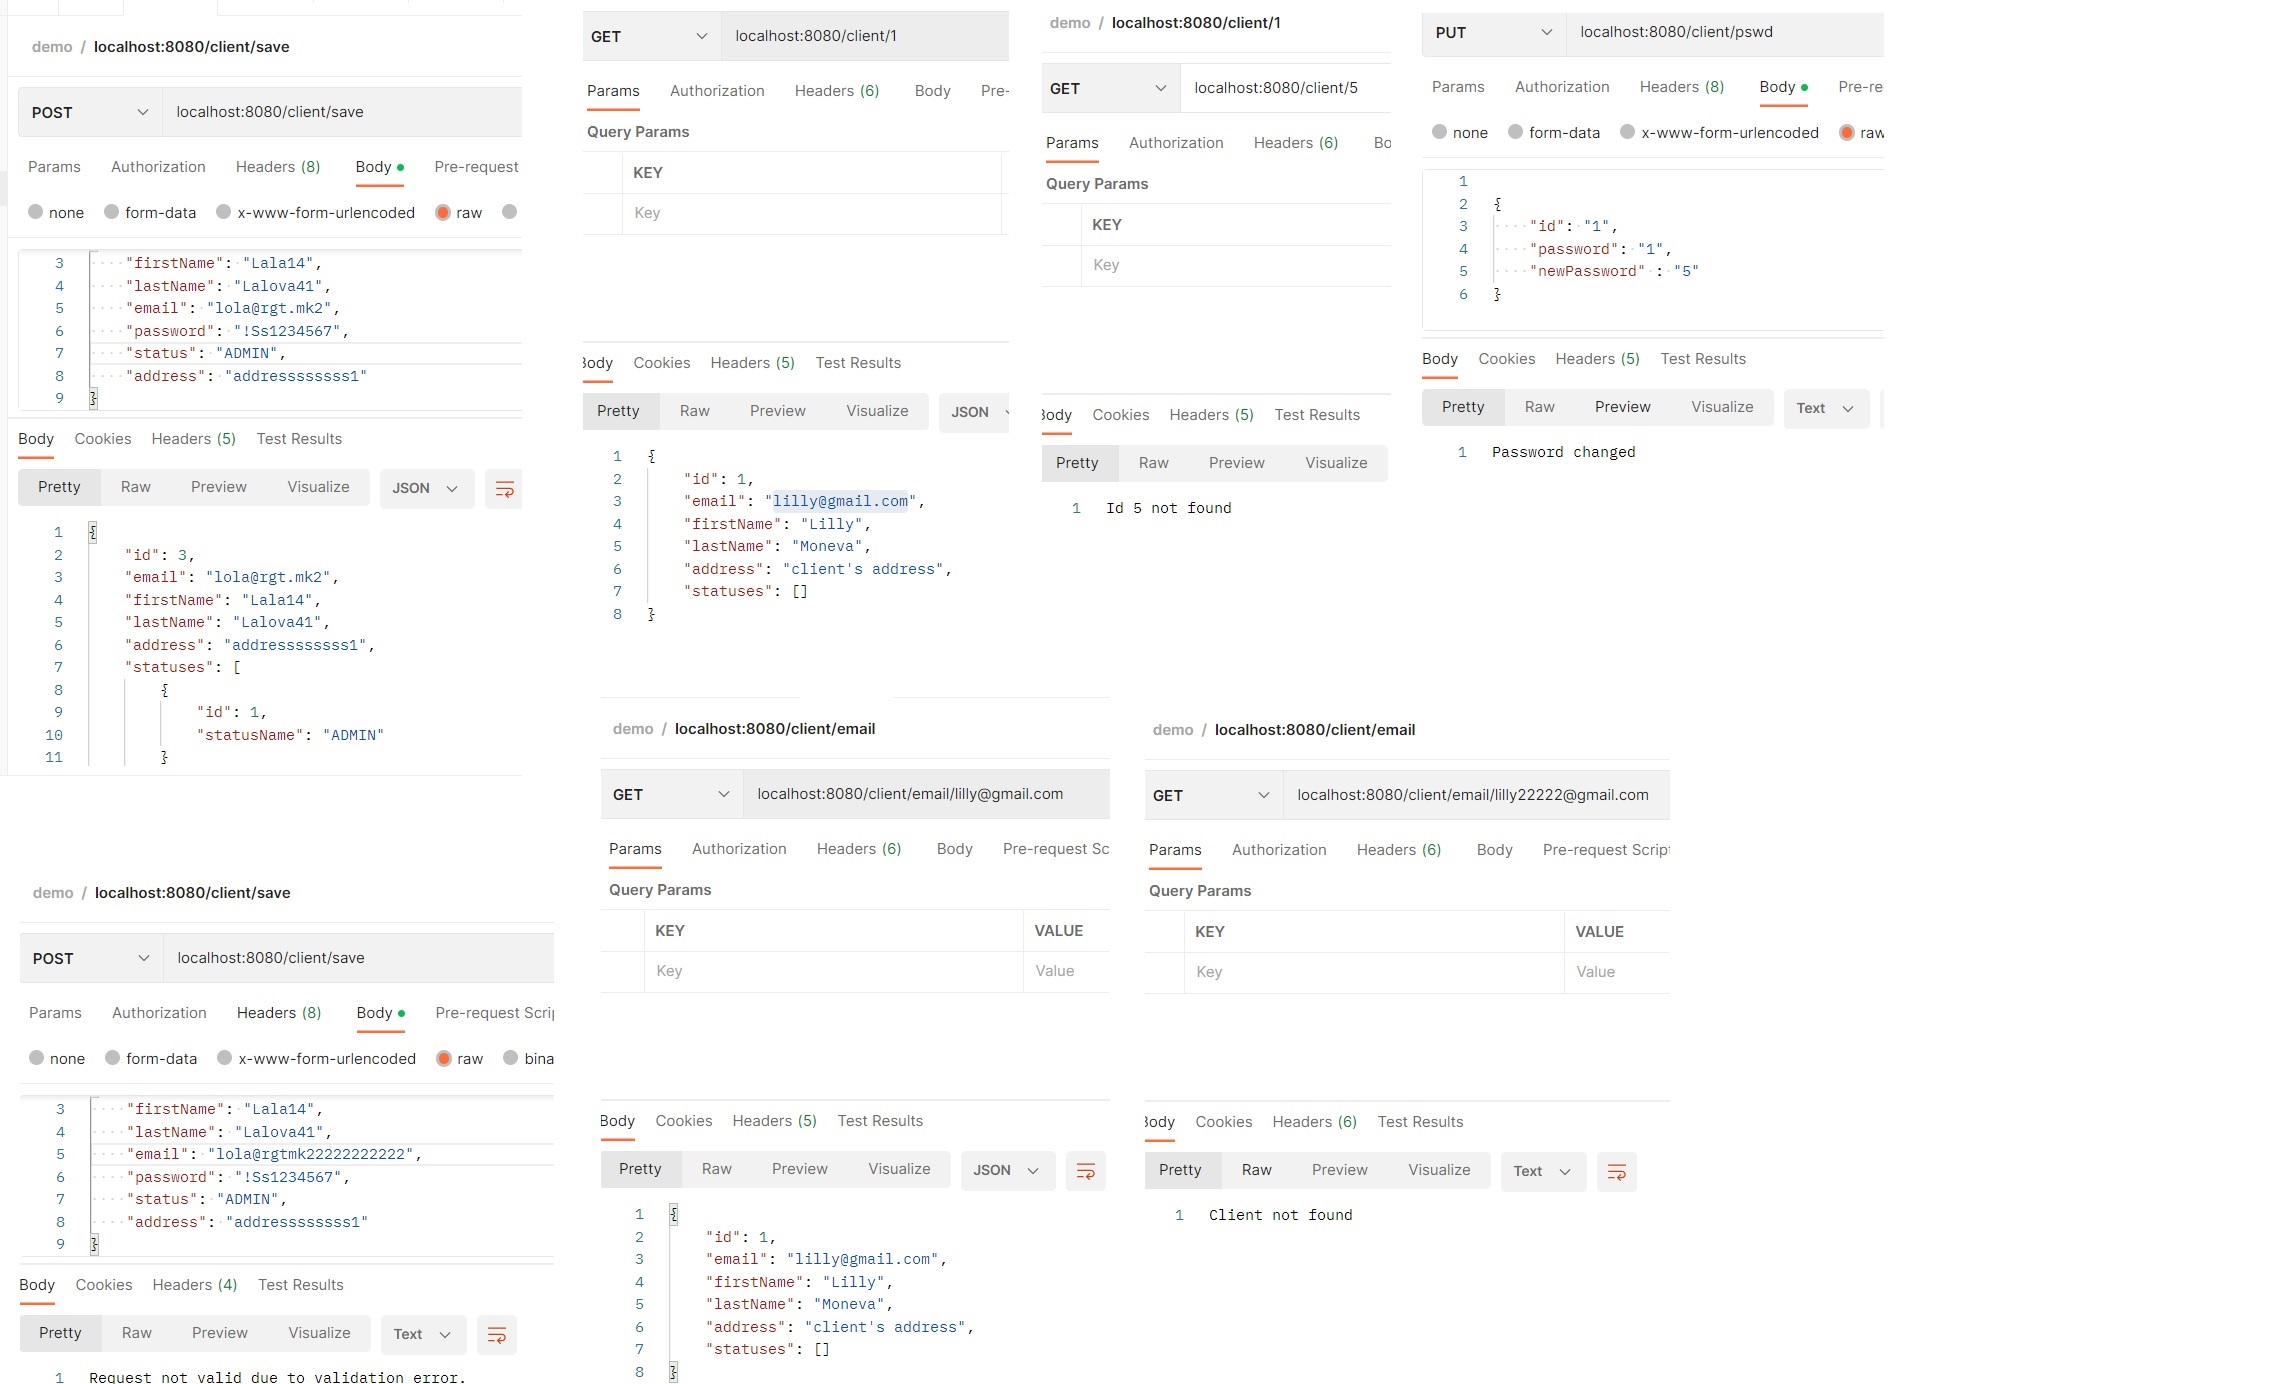 demo / localhost:8080/client/save
POST localhost:8080/client/save
Params Authorization Headers (8) Body Pre-request
none form-data x-www-form-urlencoded raw
3 "firstName": "Lala14",
4 "lastName": "Lalova41",
5 "email": "lola@rgt.mk2",
6 "password": "!Ss1234567",
7 "status": "ADMIN",
8 "address": "addressssssss1"
9 }
Body Cookies Headers (5) Test Results
Pretty Raw Preview Visualize JSON
1 {
2 "id": 3,
3 "email": "lola@rgt.mk2",
4 "firstName": "Lala14",
5 "lastName": "Lalova41",
6 "address": "addressssssss1",
7 "statuses": [
8 {
9 "id": 1,
10 "statusName": "ADMIN"
11 }
GET localhost:8080/client/1
Params Authorization Headers (6) Body Pre-
Query Params
KEY
Key
Body Cookies Headers (5) Test Results
Pretty Raw Preview Visualize JSON
1 {
2 "id": 1,
3 "email": "lilly@gmail.com",
4 "firstName": "Lilly",
5 "lastName": "Moneva",
6 "address": "client's address",
7 "statuses": []
8 }
demo / localhost:8080/client/1
GET localhost:8080/client/5
Params Authorization Headers (6) Bo
Query Params
KEY
Key
Body Cookies Headers (5) Test Results
Pretty Raw Preview Visualize
1 Id 5 not found
PUT localhost:8080/client/pswd
Params Authorization Headers (8) Body Pre-re
none form-data x-www-form-urlencoded raw
1
2 {
3 "id": "1",
4 "password": "1",
5 "newPassword" : "5"
6 }
Body Cookies Headers (5) Test Results
Pretty Raw Preview Visualize Text
1 Password changed
demo / localhost:8080/client/save
POST localhost:8080/client/save
Params Authorization Headers (8) Body Pre-request Scrip
none form-data x-www-form-urlencoded raw bina
3 "firstName": "Lala14",
4 "lastName": "Lalova41",
5 "email": "lola@rgtmk22222222222",
6 "password": "!Ss1234567",
7 "status": "ADMIN",
8 "address": "addressssssss1"
9 }
Body Cookies Headers (4) Test Results
Pretty Raw Preview Visualize Text
1 Request not valid due to validation error.
demo / localhost:8080/client/email
GET localhost:8080/client/email/lilly@gmail.com
Params Authorization Headers (6) Body Pre-request Sc
Query Params
KEY VALUE
Key Value
Body Cookies Headers (5) Test Results
Pretty Raw Preview Visualize JSON
1 {
2 "id": 1,
3 "email": "lilly@gmail.com",
4 "firstName": "Lilly",
5 "lastName": "Moneva",
6 "address": "client's address",
7 "statuses": []
8 }
demo / localhost:8080/client/email
GET localhost:8080/client/email/lilly22222@gmail.com
Params Authorization Headers (6) Body Pre-request Script
Query Params
KEY VALUE
Key Value
Body Cookies Headers (6) Test Results
Pretty Raw Preview Visualize Text
1 Client not found